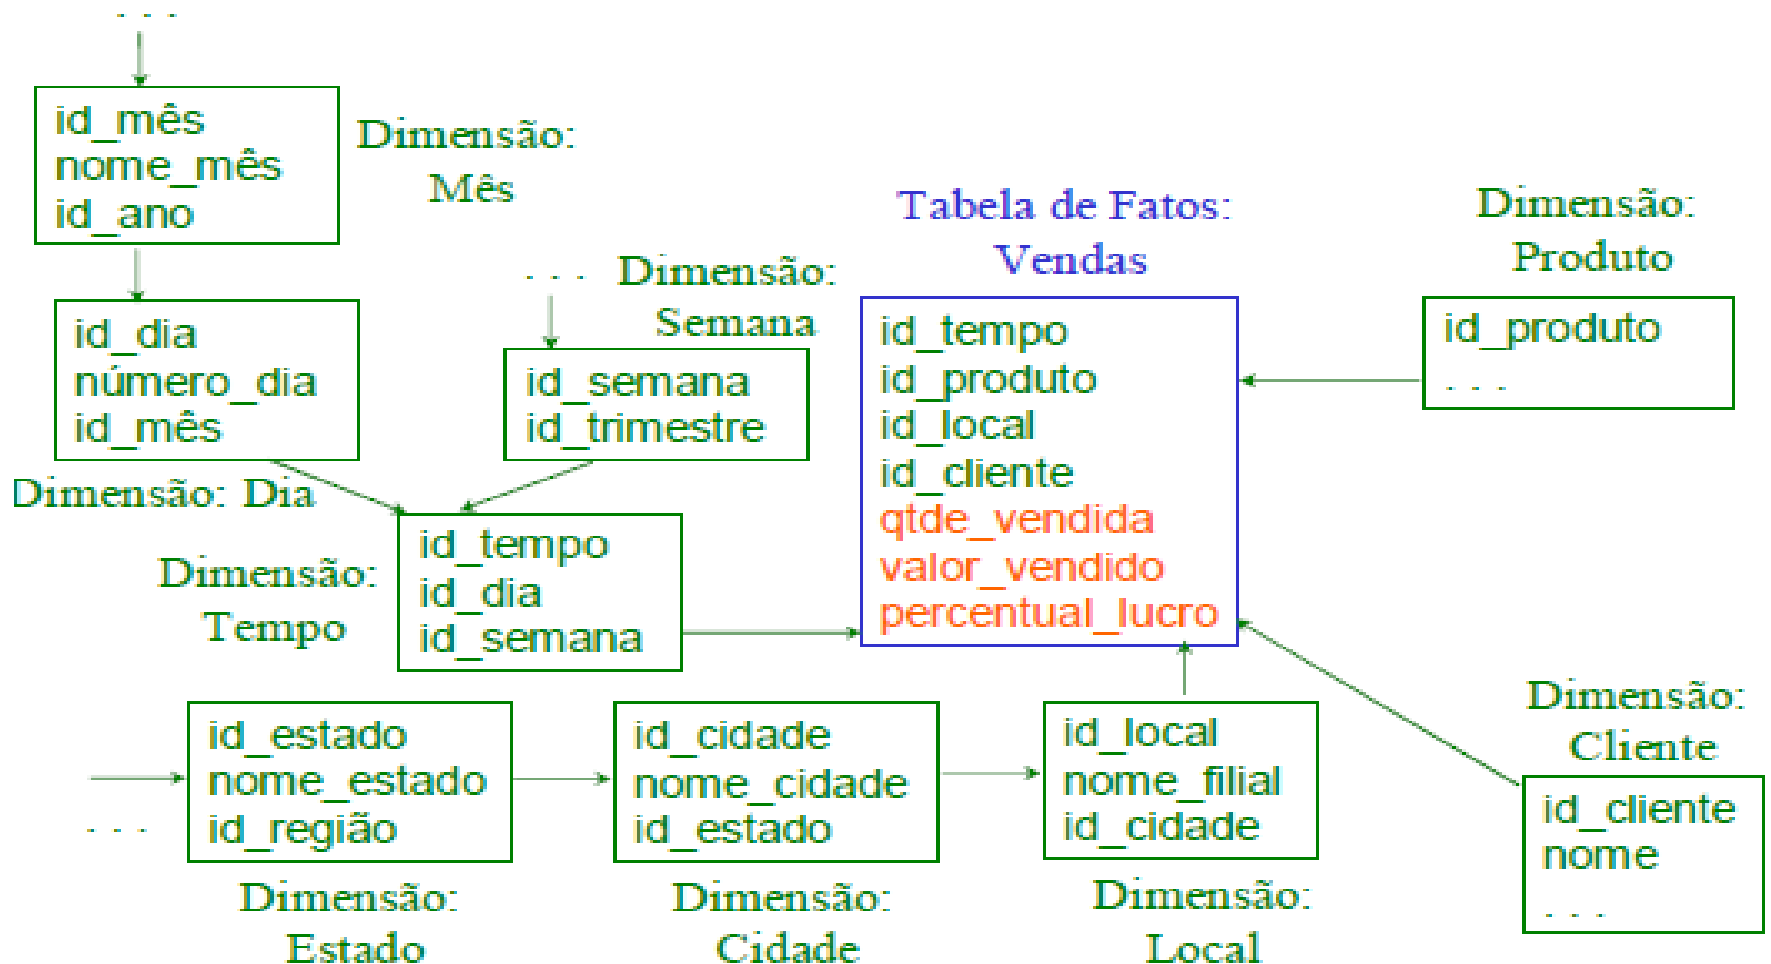 . . .
id_mês
nome_mês
id_ano
Dimensão:
Mês
id_dia
número_dia
id_mês
Dimensão: Dia
. . .
Dimensão:
Semana
id_semana
id_trimestre
Dimensão:
Tempo
id_tempo
id_dia
id_semana
Tabela de Fatos:
Vendas
id_tempo
id_produto
id_local
id_cliente
qtde_vendida
valor_vendido
percentual_lucro
Dimensão:
Produto
id_produto
. . .
. . .
id_estado
nome_estado
id_região
Dimensão:
Estado
id_cidade
nome_cidade
id_estado
Dimensão:
Cidade
id_local
nome_filial
id_cidade
Dimensão:
Local
Dimensão:
Cliente
id_cliente
nome
. . .